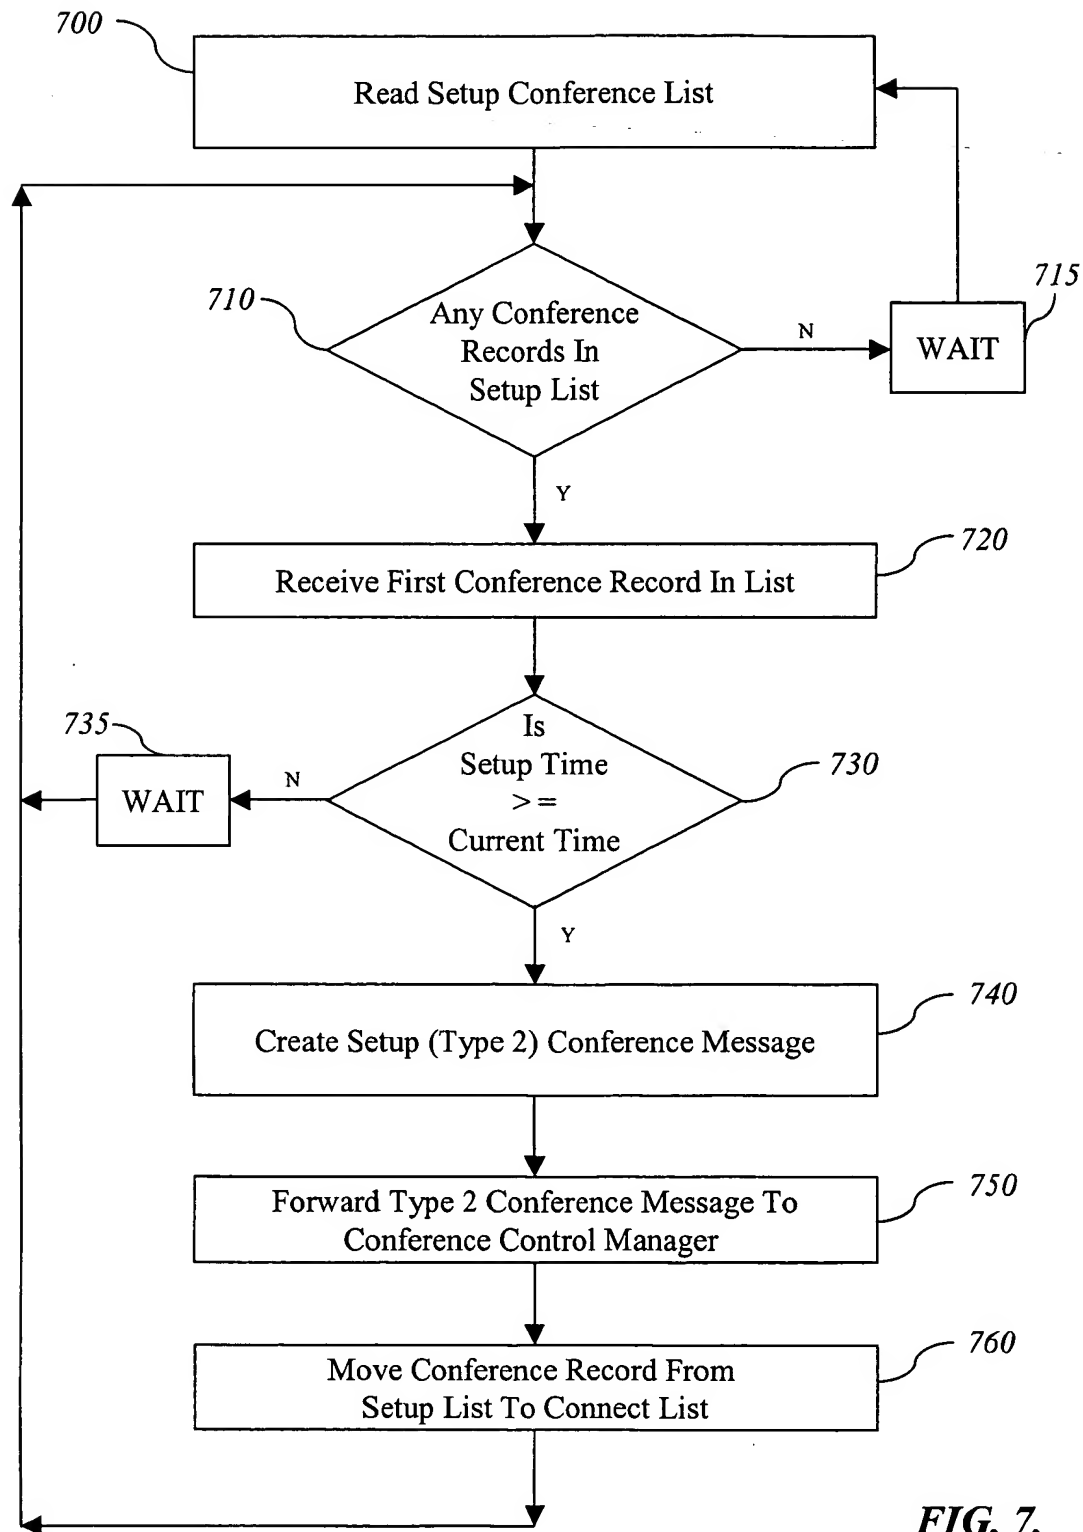 700
Read Setup Conference List
710
Any Conference
Records In
Setup List
N
715
WAIT
Y
720
Receive First Conference Record In List
735
WAIT
N
Is
Setup Time
>=
Current Time
730
Y
740
Create Setup (Type 2) Conference Message
750
Forward Type 2 Conference Message To
Conference Control Manager
760
Move Conference Record From
Setup List To Connect List
FIG. 7.